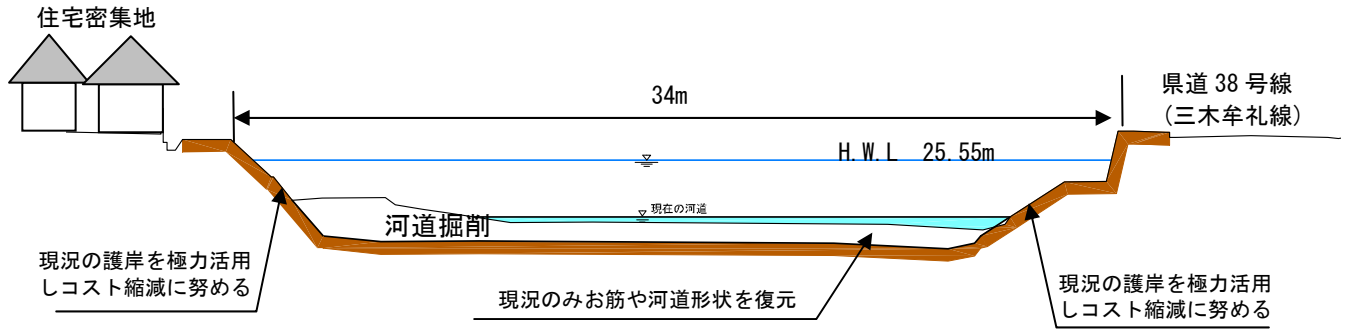 住宅密集地
34m
県道 38 号線
（三木牟礼線）
H.W.L 25.55m
現在の河道
河道掘削
現況の護岸を極力活用
しコスト縮減に努める
現況のみお筋や河道形状を復元
現況の護岸を極力活用
しコスト縮減に努める